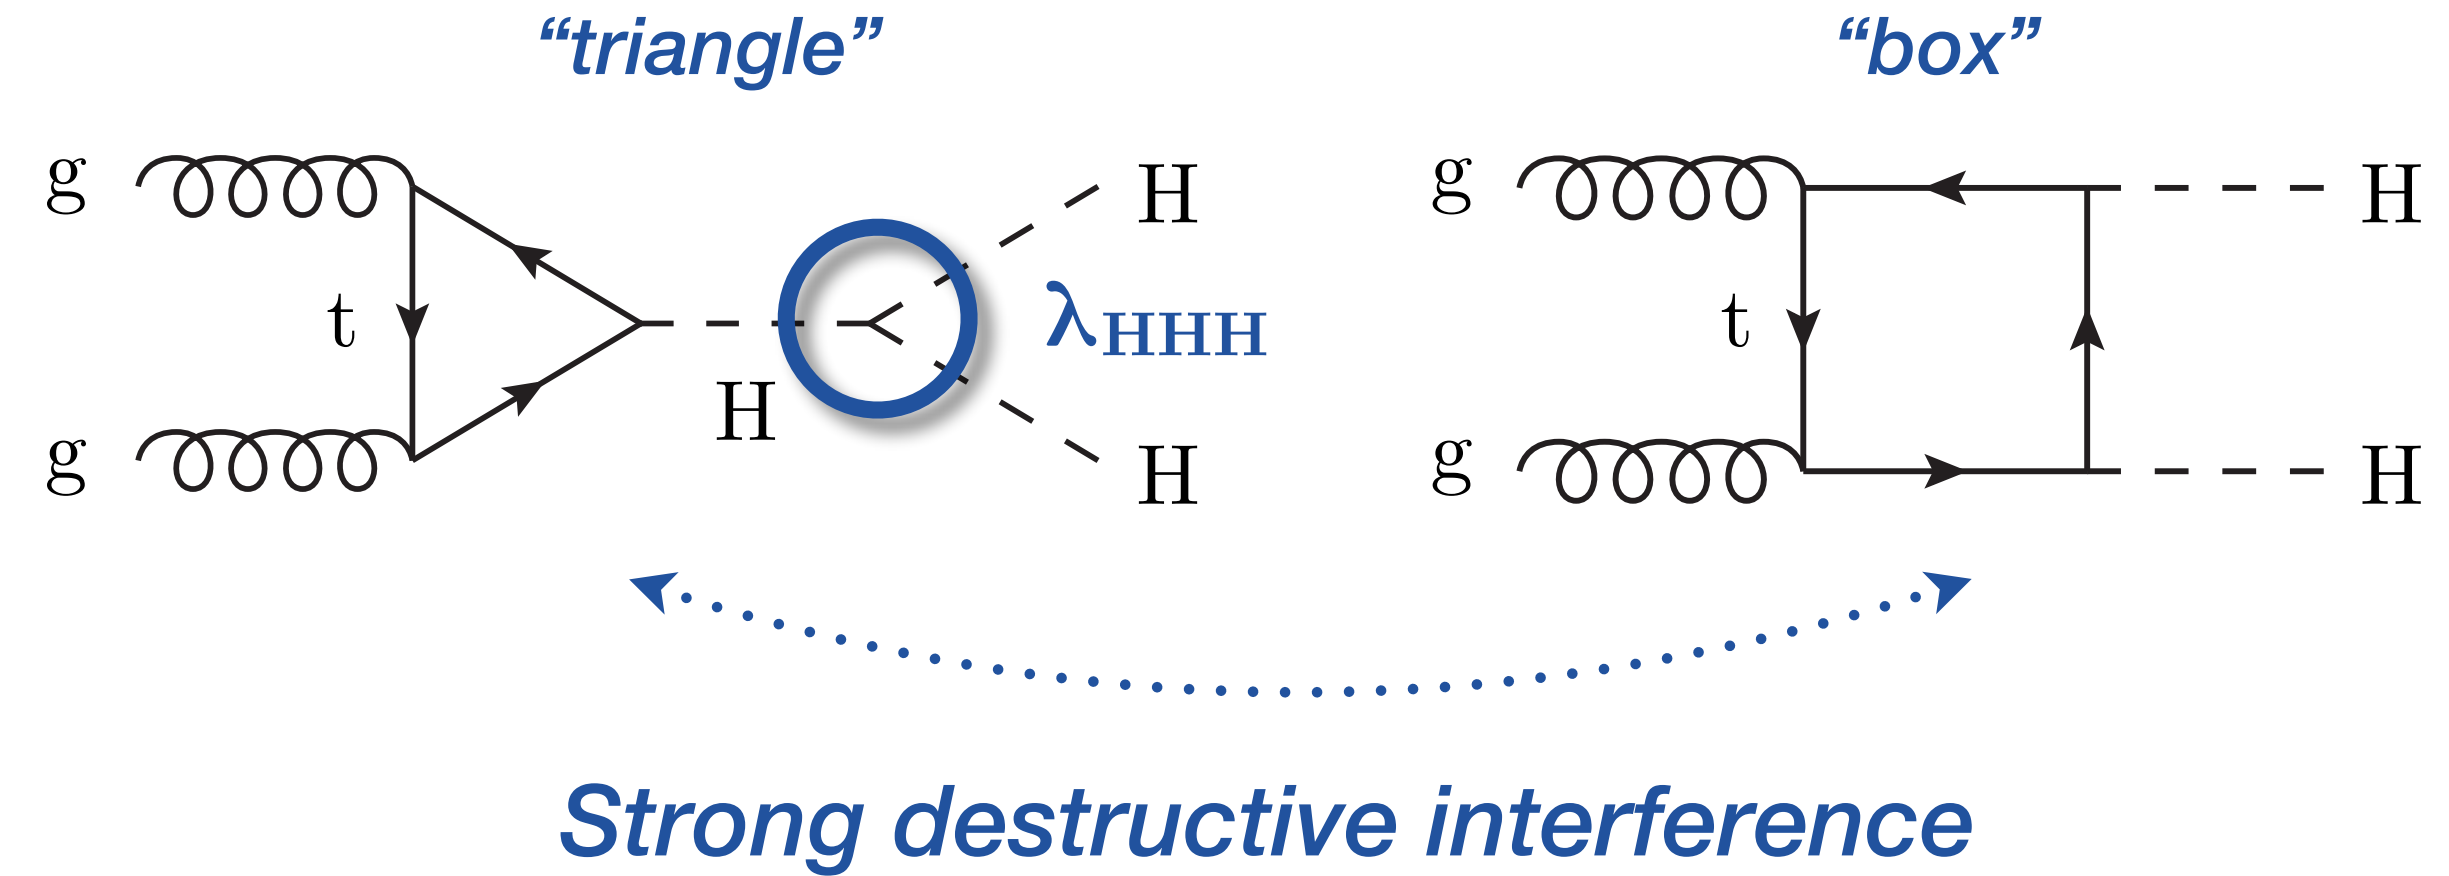 “triangle”
“box”
g
H
g
H
t
λHHH
t
H
g
H
g
H
Strong destructive interference